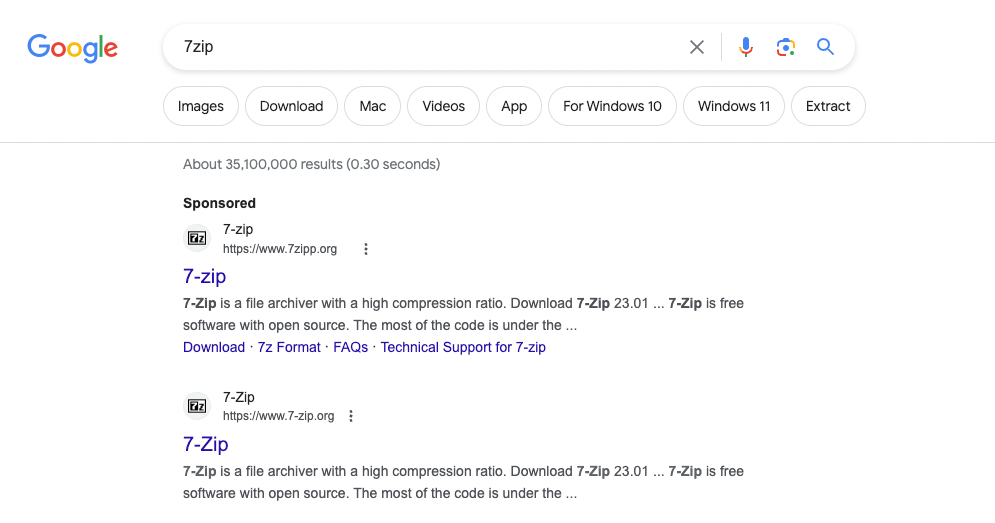 Google
7zip
Images Download Mac Videos App For Windows 10 Windows 11 Extract
About 35,100,000 results (0.30 seconds)
Sponsored
7z
7-zip
https://www.7zipp.org
7-zip
7-Zip is a file archiver with a high compression ratio. Download 7-Zip 23.01 ... 7-Zip is free
software with open source. The most of the code is under the ...
Download · 7z Format · FAQs · Technical Support for 7-zip
7z
7-Zip
https://www.7-zip.org
7-Zip
7-Zip is a file archiver with a high compression ratio. Download 7-Zip 23.01 ... 7-Zip is free
software with open source. The most of the code is under the ...